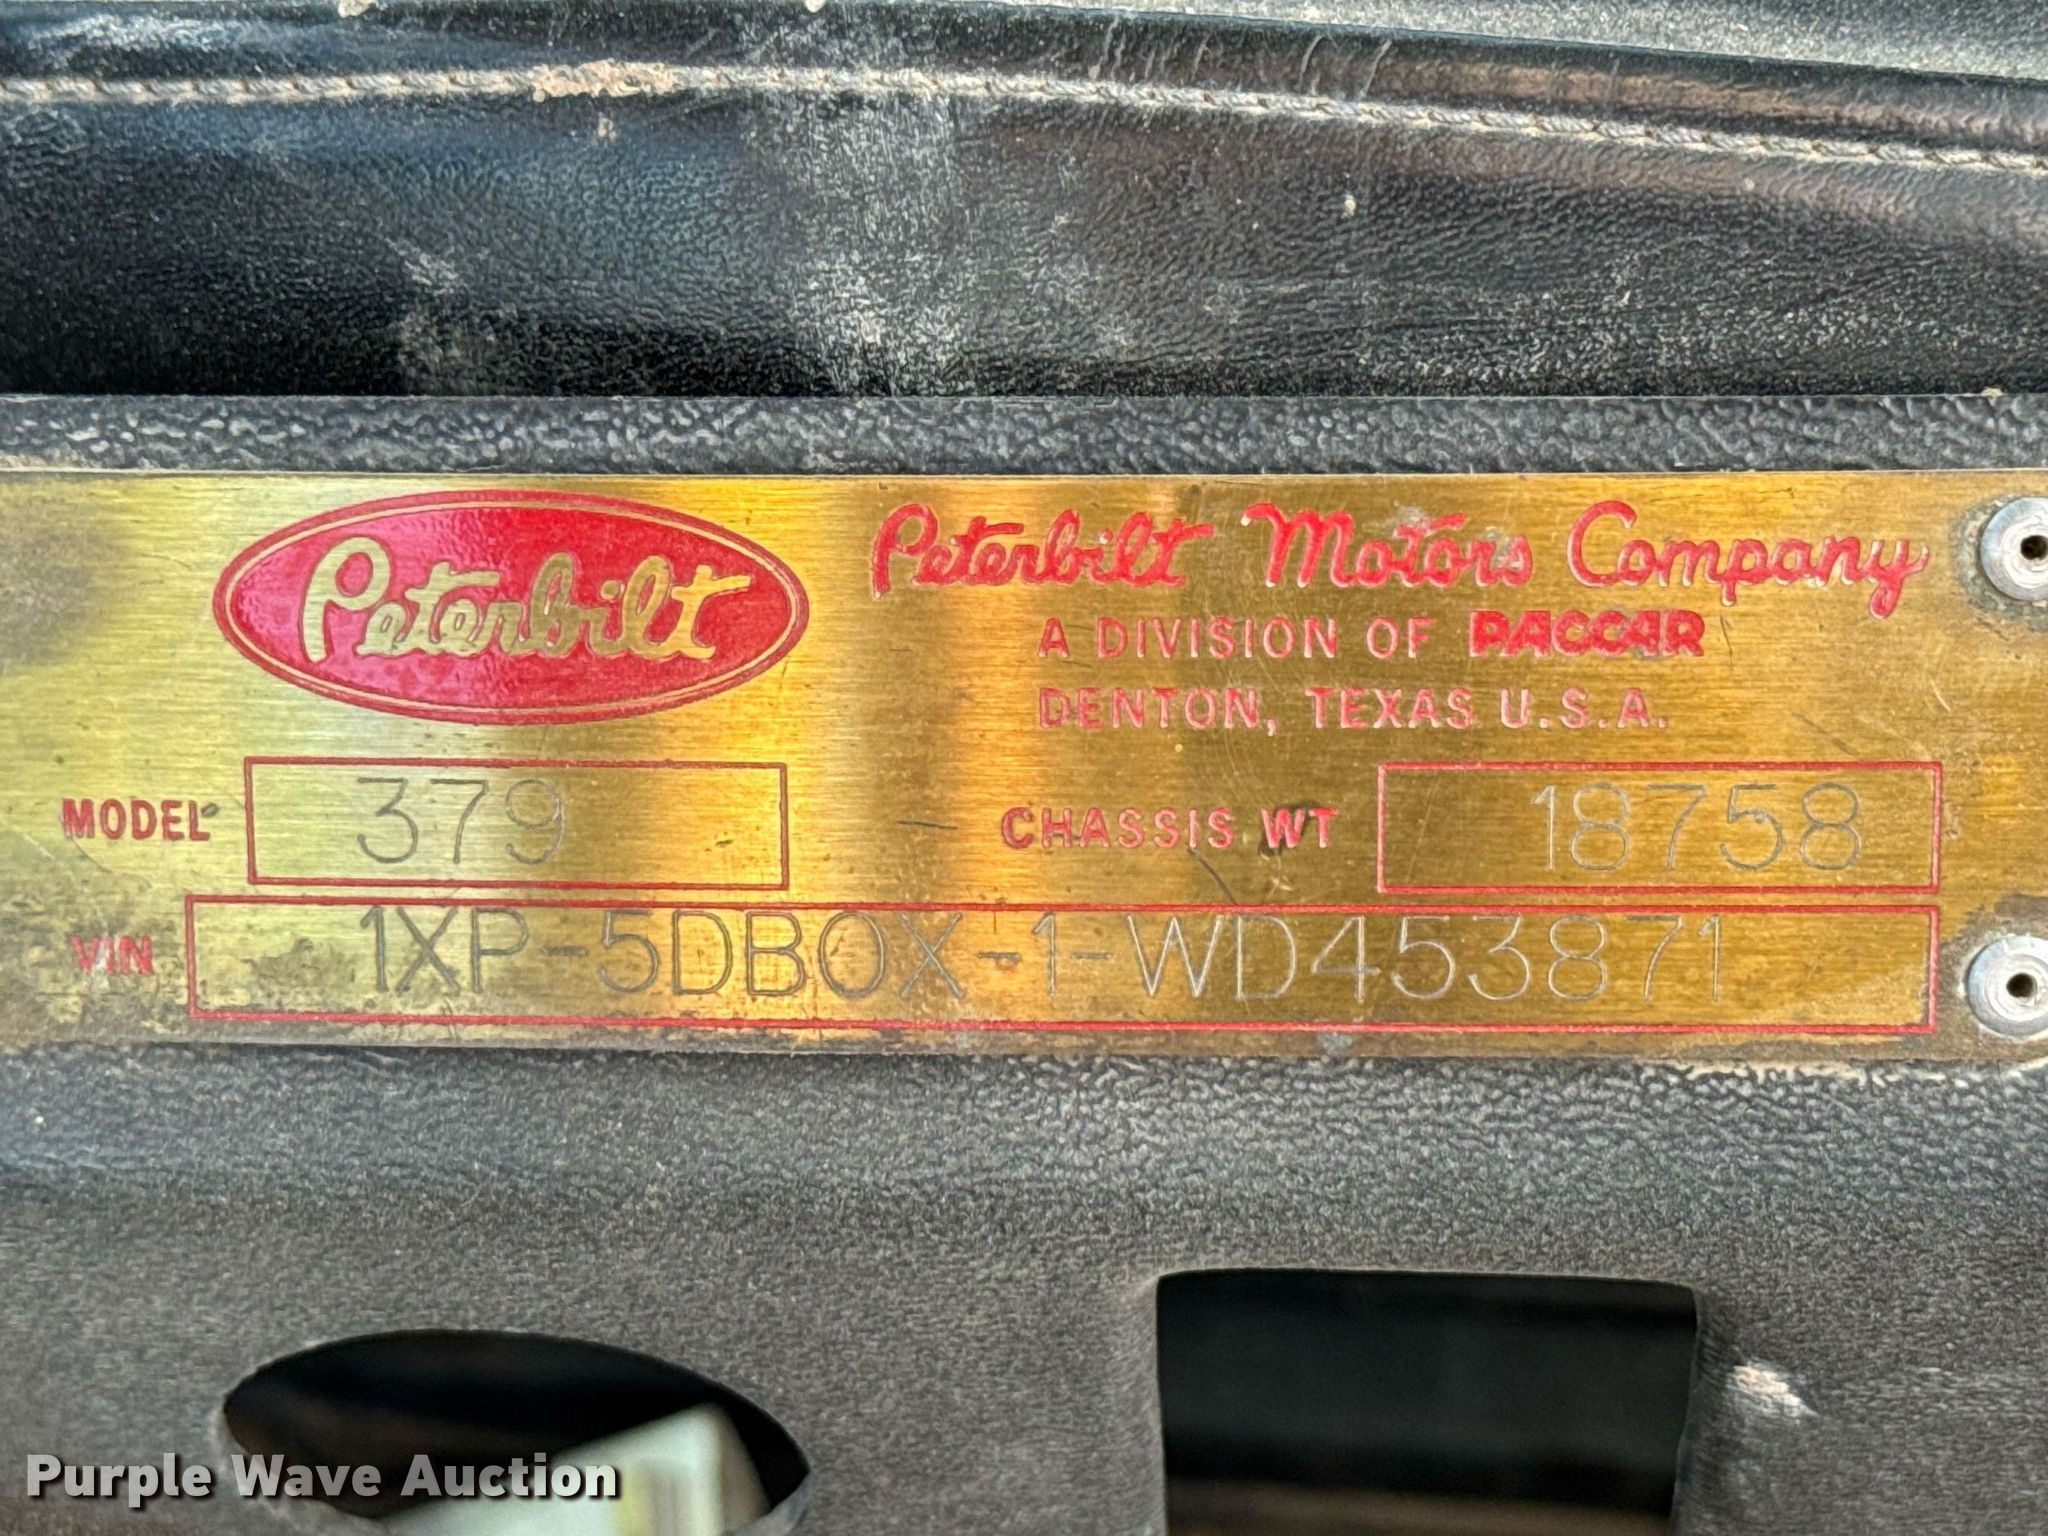 Peterbilt
Peterbilt Motors Company
A DIVISION OF PACCAR
DENTON, TEXAS U.S.A.
MODEL 379 CHASSIS WT 18758
VIN 1XP-5DB0X-1-WD453871
Purple Wave Auction